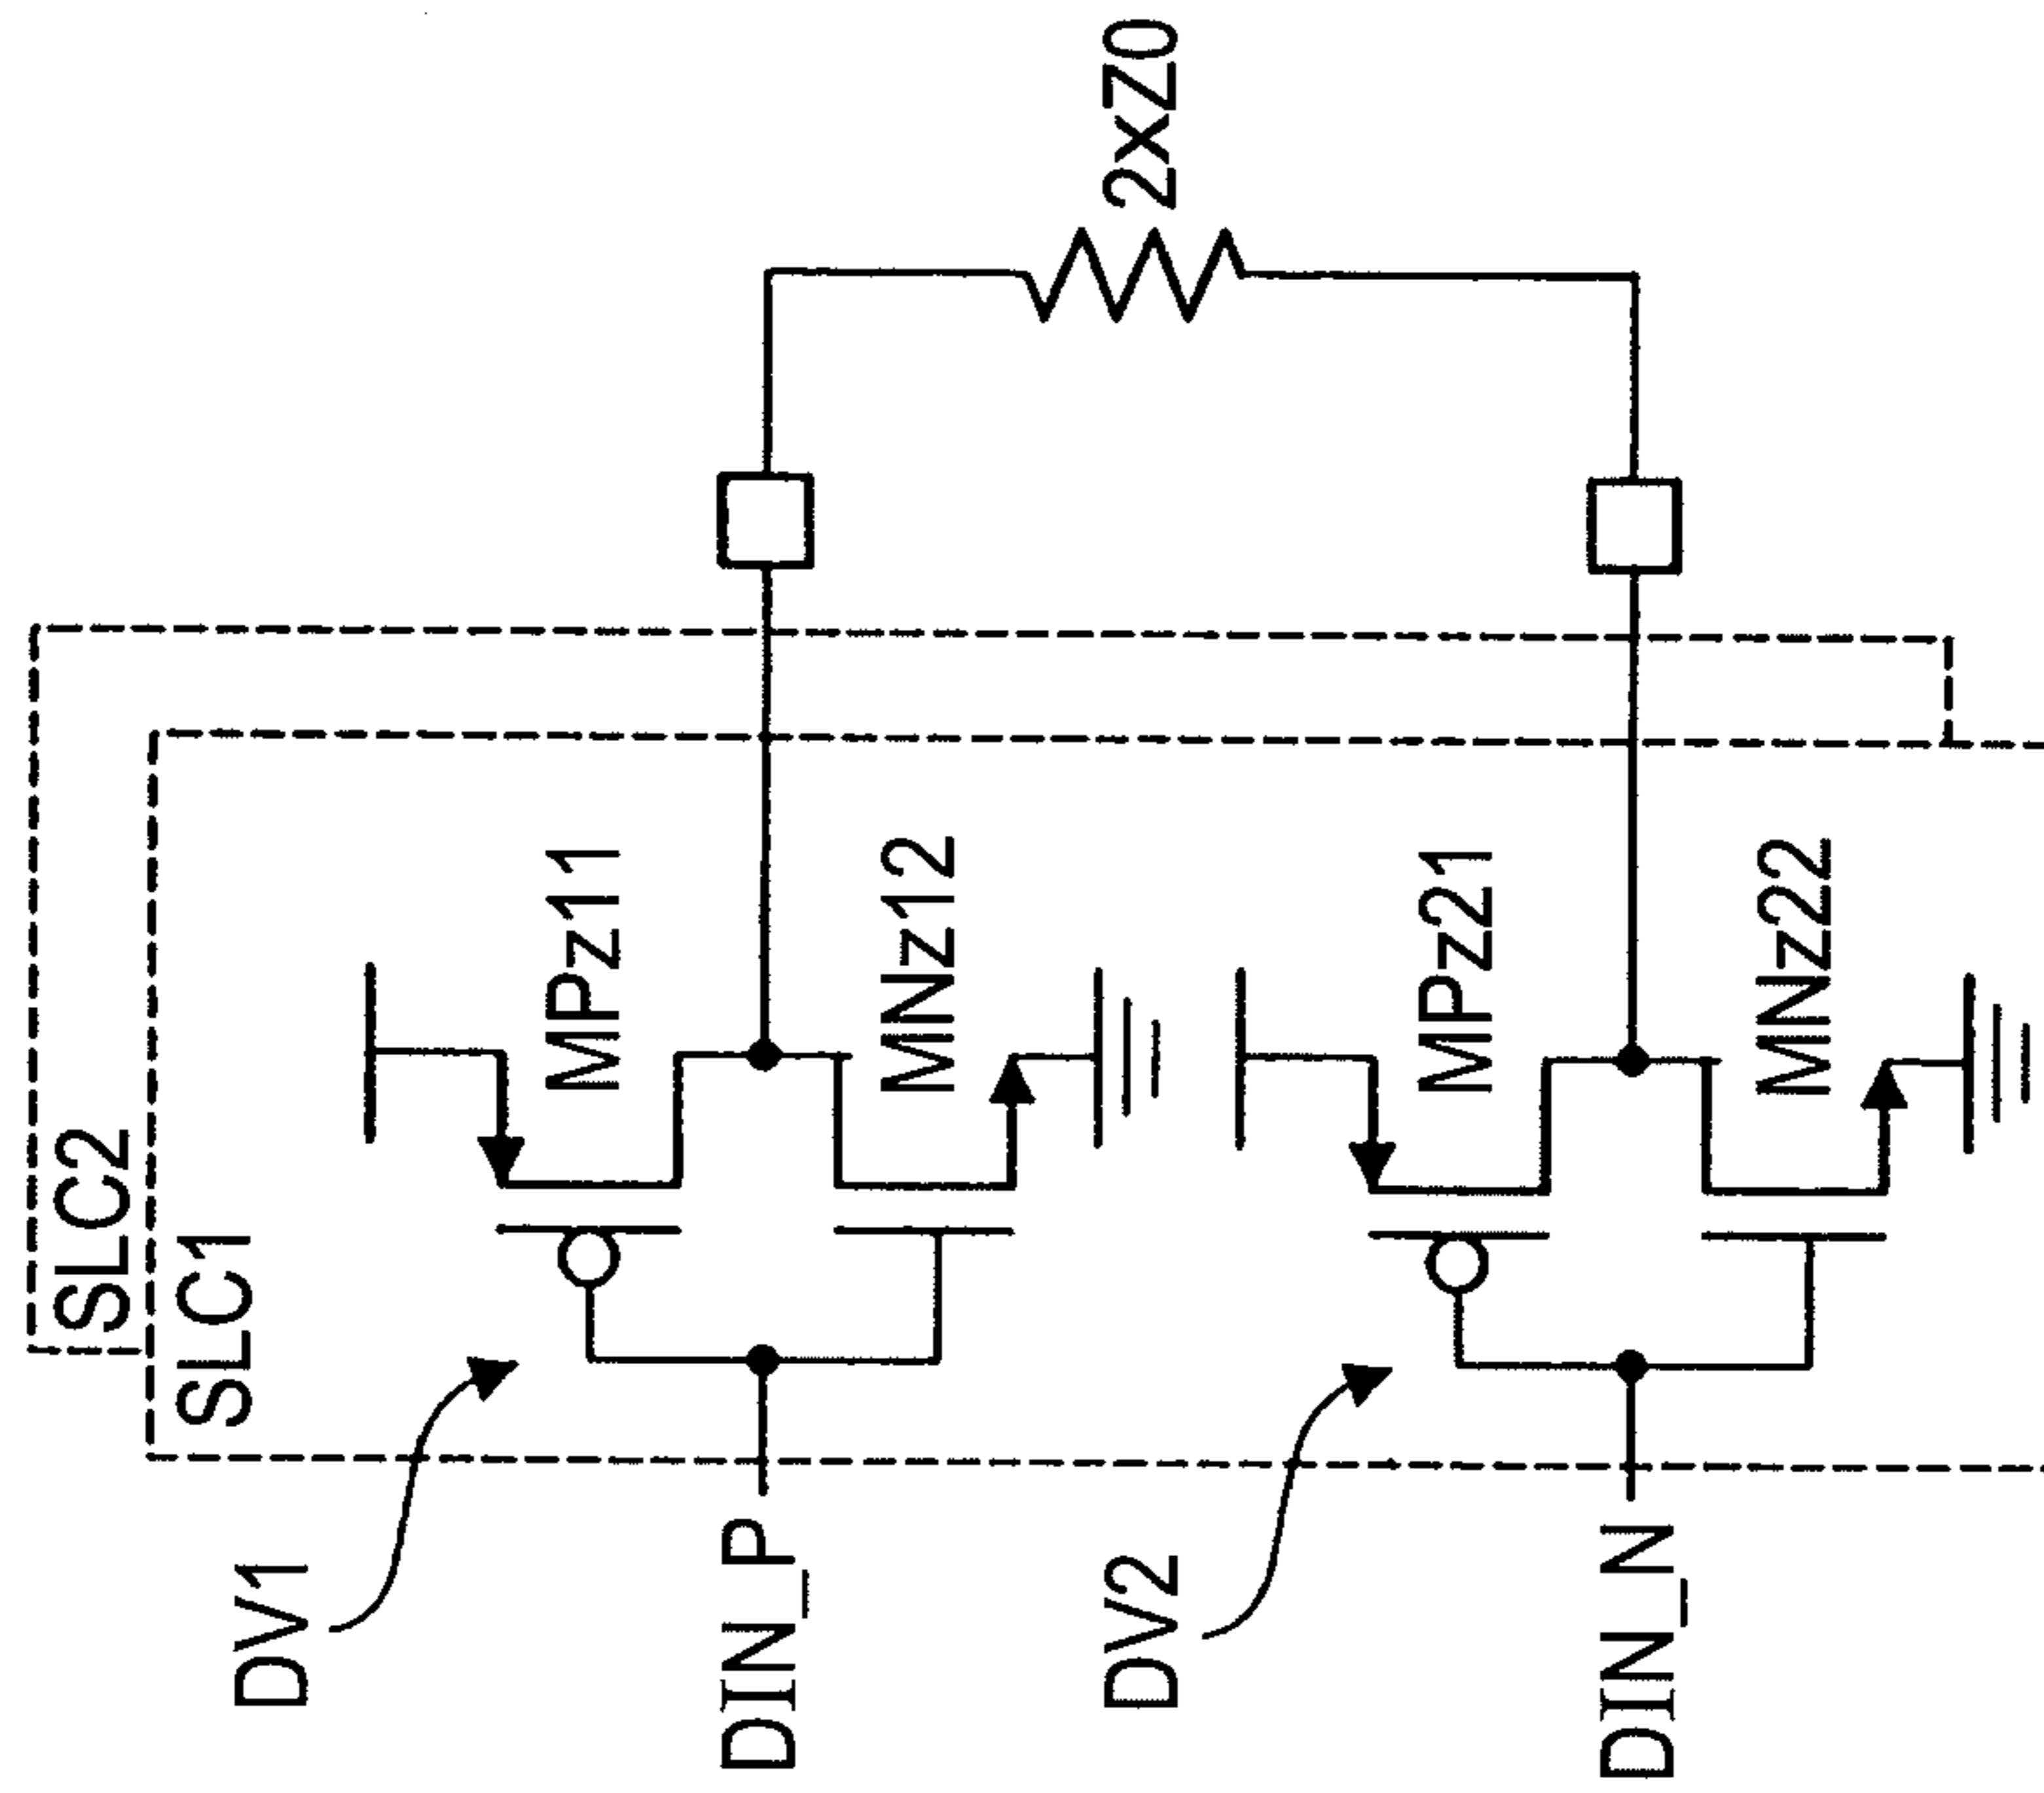 SLC2
SLC1
DV1
MPz11
DIN_P
MNz12
2xZ0
DV2
MPz21
DIN_N
MNz22